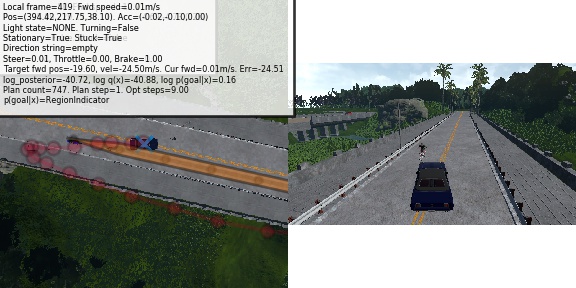 Local frame=419. Fwd speed=0.01m/s
Pos=(394.42,217.75,38.10). Acc=(-0.02,-0.10,0.00)
Light state=NONE. Turning=False
Stationary=True. Stuck=True
Direction string=empty
Steer=0.01, Throttle=0.00, Brake=1.00
Target fwd pos=-19.60, vel=-24.50m/s. Cur fwd=0.01m/s. Err=-24.51
log_posterior=-40.72, log q(x)=-40.88, log p(goal|x)=0.16
Plan count=747. Plan step=1. Opt steps=9.00
p(goal|x)=RegionIndicator